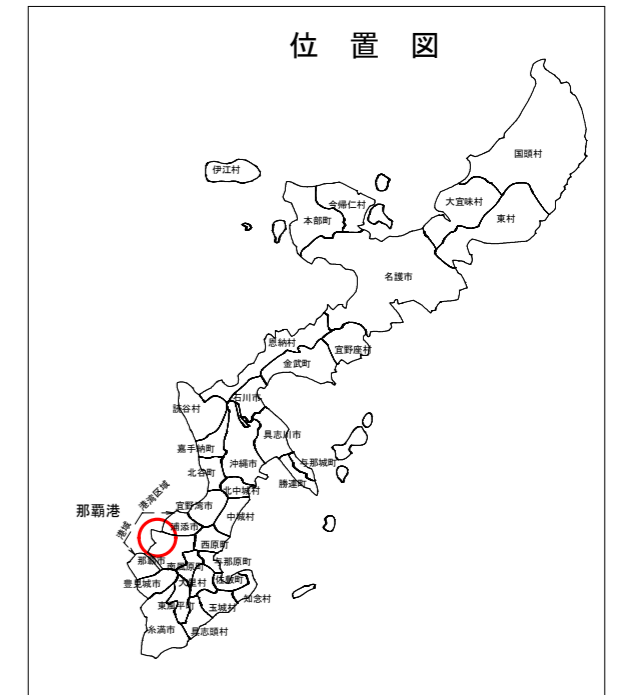 位 置 図
国頭村
伊江村
大宜味村
今帰仁村
東村
本部町
名護市
恩納村
宜野座村
金武町
石川市
読谷村
具志川市
嘉手納町
沖縄市
与那城町
北谷町
勝連町
北中城村
港湾区域
宜野湾市
那覇港
中城村
浦添市
港域
西原町
那覇市
南風原町
与那原町
豊見城市
大里村
佐敷町
知念村
東風平町
玉城村
糸満市
具志頭村